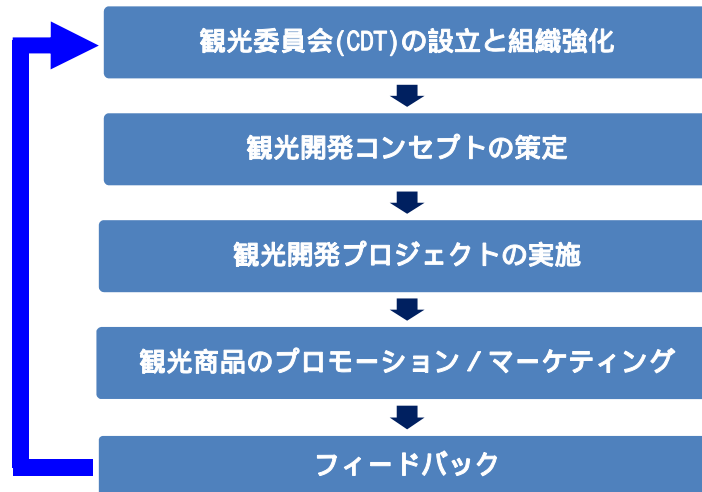 観光委員会(CDT)の設立と組織強化
観光開発コンセプトの策定
観光開発プロジェクトの実施
観光商品のプロモーション/マーケティング
フィードバック